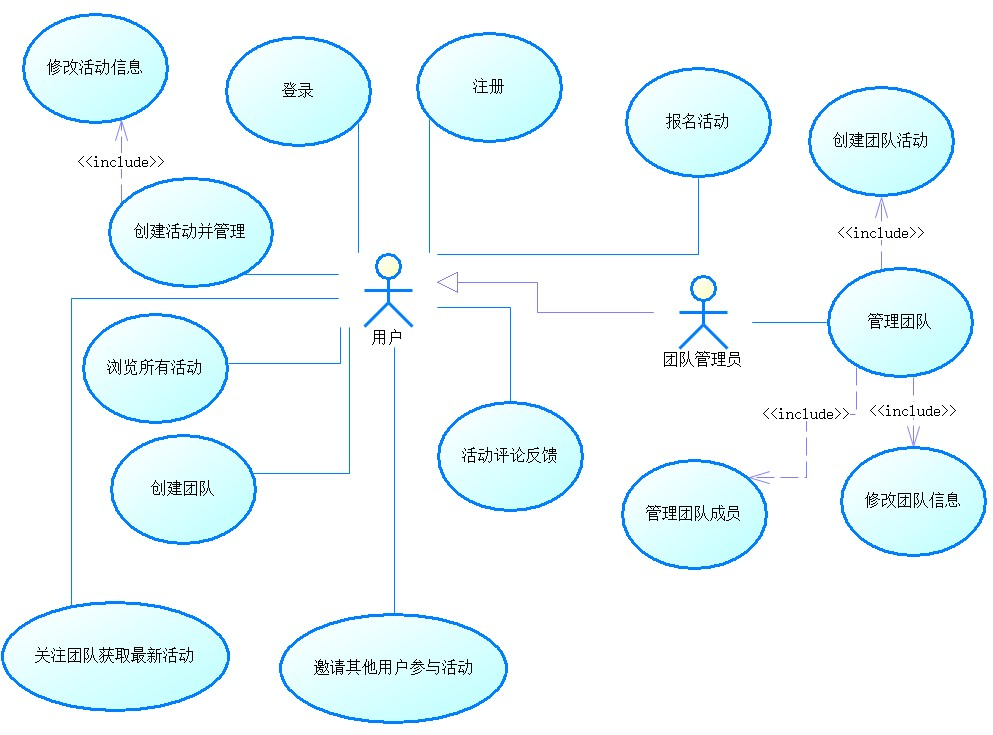 修改活动信息
登录
注册
报名活动
创建团队活动
<<include>>
创建活动并管理
<<include>>
用户
团队管理员
管理团队
浏览所有活动
<<include>>
<<include>>
活动评论反馈
创建团队
管理团队成员
修改团队信息
关注团队获取最新活动
邀请其他用户参与活动